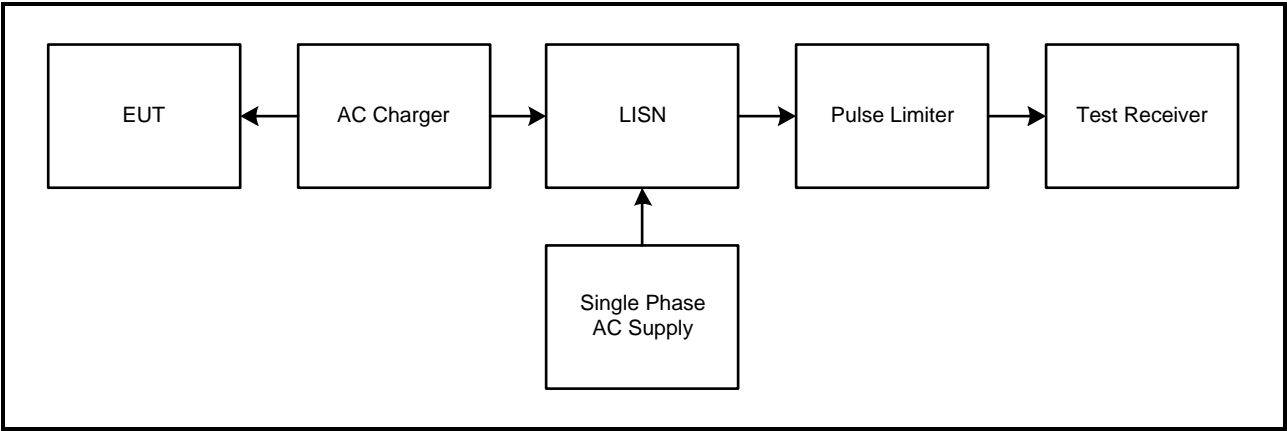 EUT
AC Charger
LISN
Pulse Limiter
Test Receiver
Single Phase
AC Supply